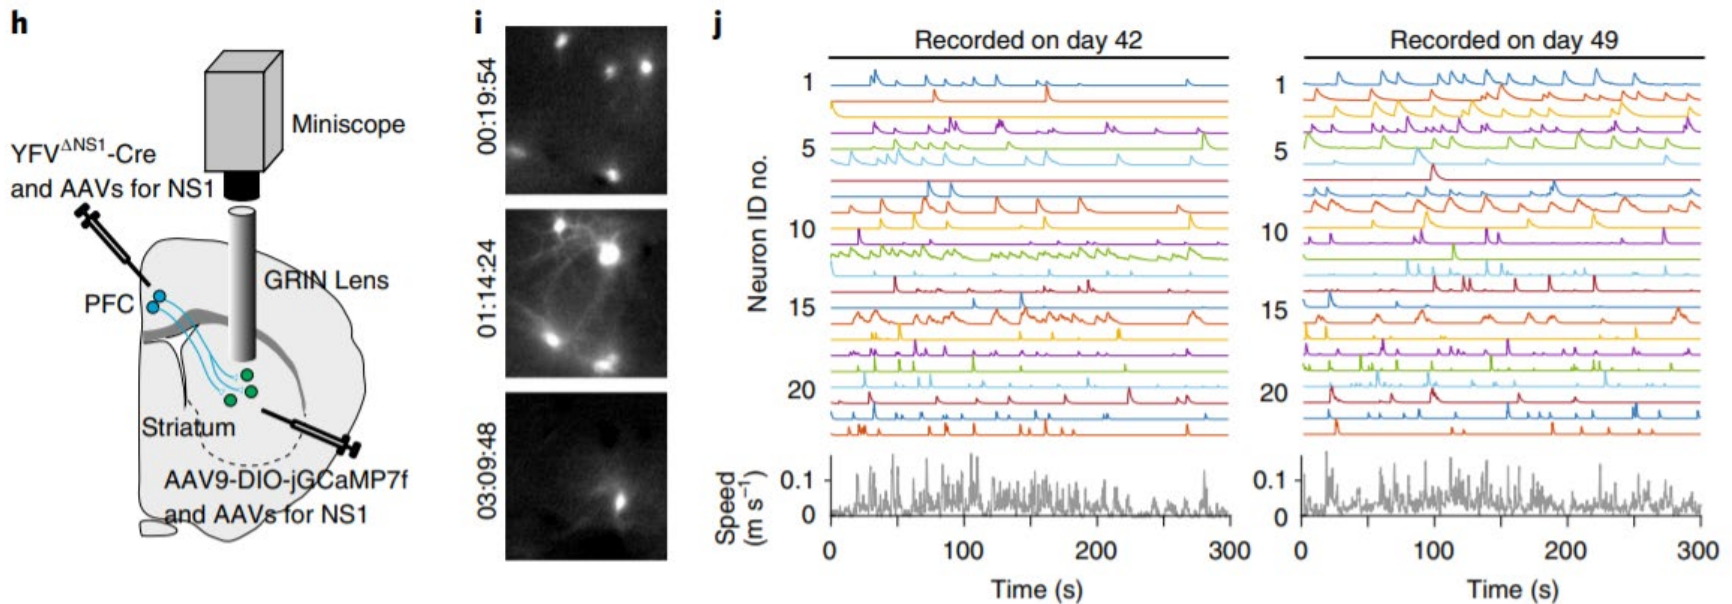 h
Miniscope
YFVΔNS1-Cre
and AAVs for NS1
GRIN Lens
PFC
Striatum
AAV9-DIO-jGCaMP7f
and AAVs for NS1
i
00:19:54
01:14:24
03:09:48
j
Recorded on day 42
Neuron ID no.
1
5
10
15
20
Speed
(m s−1)
0.1
0
0
100
200
300
Time (s)
Recorded on day 49
1
5
10
15
20
0.1
0
0
100
200
300
Time (s)